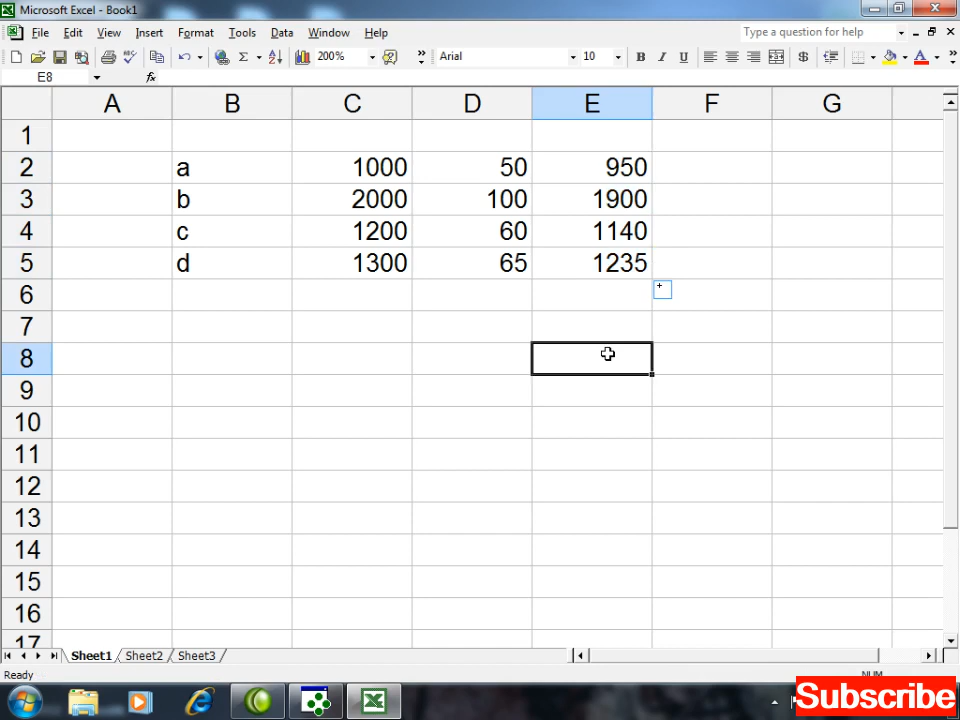 Microsoft Excel - Book1
File Edit View Insert Format Tools Data Window Help Type a question for help
200% Arial 10 B I U $ A
E8 fx
A B C D E F G
1
2 a 1000 50 950
3 b 2000 100 1900
4 c 1200 60 1140
5 d 1300 65 1235
6
7
8
9
10
11
12
13
14
15
16
17
Sheet1 Sheet2 Sheet3
Ready NUM
Subscribe